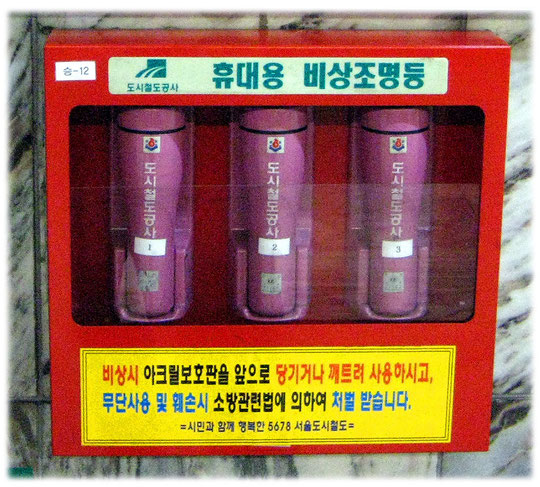 승-12
도시철도공사
휴대용 비상조명등
도시철도공사
1
도시철도공사
2
도시철도공사
3
비상시 아크릴보호판을 앞으로 당기거나 깨트려 사용하시고,
무단사용 및 훼손시 소방관련법에 의하여 처벌 받습니다.
=시민과 함께 행복한 5678 서울도시철도=